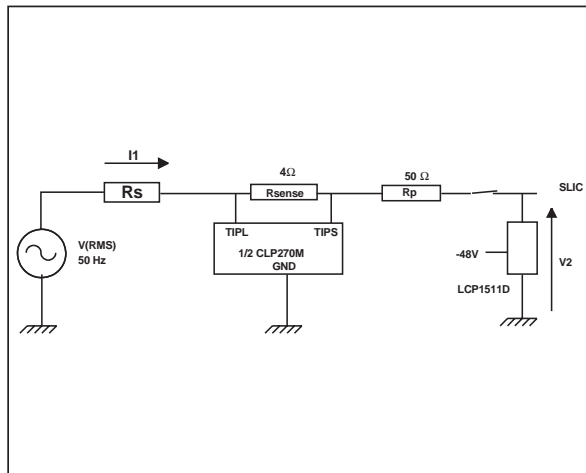 I1
Rs
4Ω
Rsense
50 Ω
Rp
SLIC
TIPL TIPS
1/2 CLP270M
GND
V(RMS)
50 Hz
-48V
V2
LCP1511D